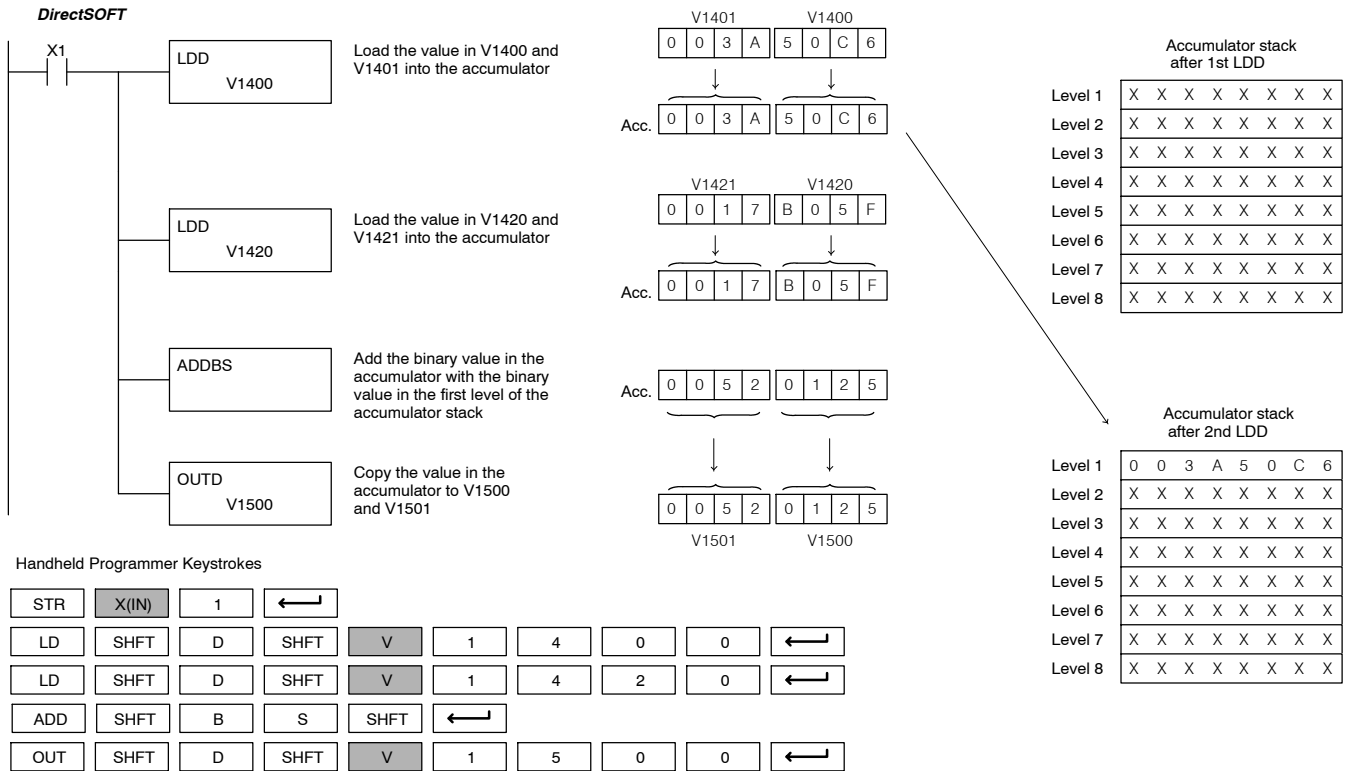 DirectSOFT
X1
LDD
V1400
Load the value in V1400 and
V1401 into the accumulator
V1401 V1400
0 0 3 A 5 0 C 6
Acc. 0 0 3 A 5 0 C 6
LDD
V1420
Load the value in V1420 and
V1421 into the accumulator
V1421 V1420
0 0 1 7 B 0 5 F
Acc. 0 0 1 7 B 0 5 F
ADDBS
Add the binary value in the
accumulator with the binary
value in the first level of the
accumulator stack
Acc. 0 0 5 2 0 1 2 5
OUTD
V1500
Copy the value in the
accumulator to V1500
and V1501
0 0 5 2 0 1 2 5
V1501 V1500
Accumulator stack
after 1st LDD
Level 1 X X X X X X X X
Level 2 X X X X X X X X
Level 3 X X X X X X X X
Level 4 X X X X X X X X
Level 5 X X X X X X X X
Level 6 X X X X X X X X
Level 7 X X X X X X X X
Level 8 X X X X X X X X
Accumulator stack
after 2nd LDD
Level 1 0 0 3 A 5 0 C 6
Level 2 X X X X X X X X
Level 3 X X X X X X X X
Level 4 X X X X X X X X
Level 5 X X X X X X X X
Level 6 X X X X X X X X
Level 7 X X X X X X X X
Level 8 X X X X X X X X
Handheld Programmer Keystrokes
STR X(IN) 1
LD SHFT D SHFT V 1 4 0 0
LD SHFT D SHFT V 1 4 2 0
ADD SHFT B S SHFT
OUT SHFT D SHFT V 1 5 0 0